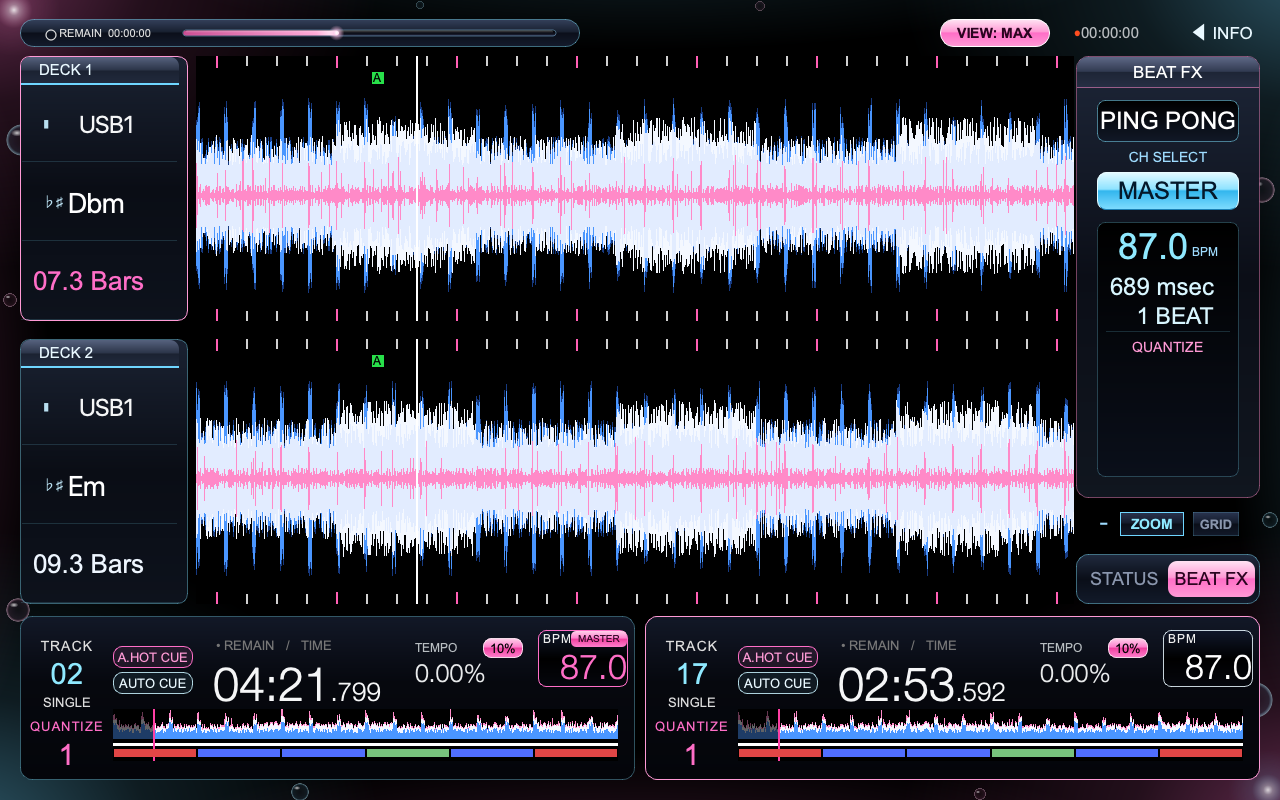 REMAIN 00:00:00
VIEW: MAX
00:00:00
INFO
DECK 1
USB1
♭♯ Dbm
07.3 Bars
A
DECK 2
USB1
♭♯ Em
09.3 Bars
A
BEAT FX
PING PONG
CH SELECT
MASTER
87.0 BPM
689 msec
1 BEAT
QUANTIZE
- ZOOM GRID
STATUS BEAT FX
TRACK
02
SINGLE
QUANTIZE
1
A.HOT CUE
AUTO CUE
• REMAIN / TIME
04:21.799
TEMPO 10%
0.00%
BPM MASTER
87.0
TRACK
17
SINGLE
QUANTIZE
1
A.HOT CUE
AUTO CUE
• REMAIN / TIME
02:53.592
TEMPO 10%
0.00%
BPM
87.0